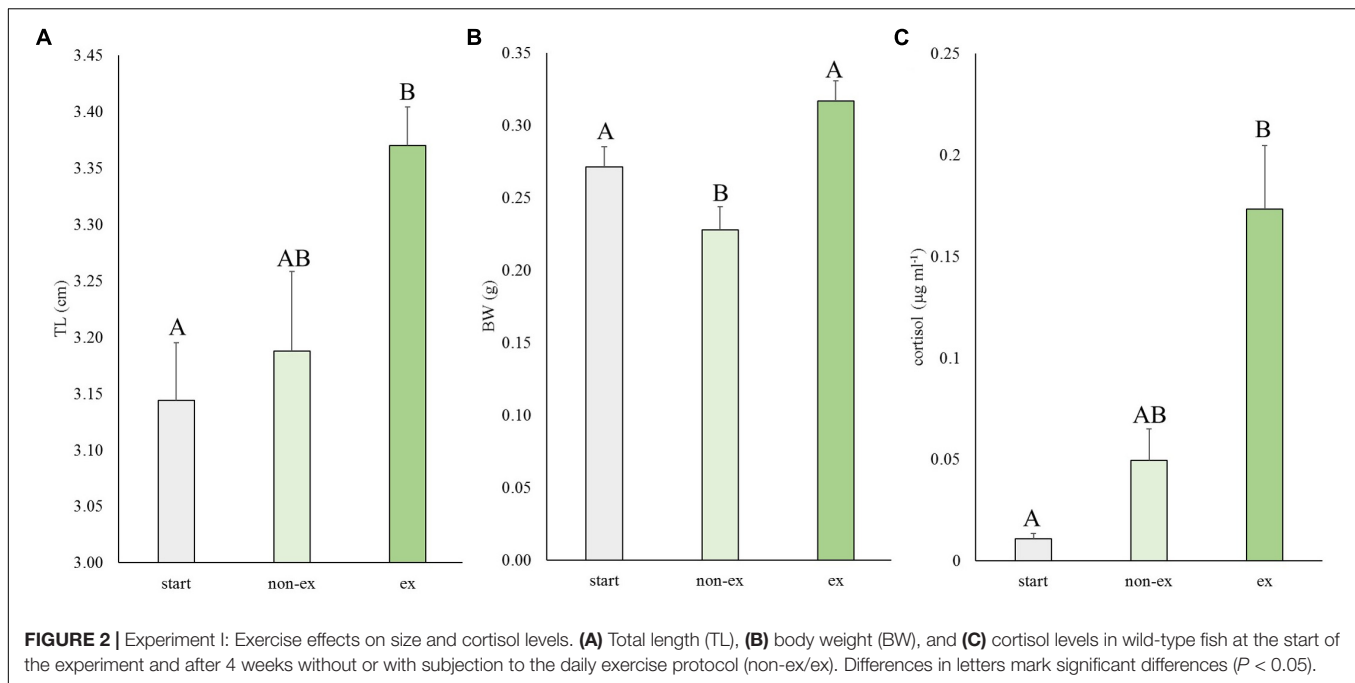 A
3.45
3.40
3.35
3.30
3.25
3.20
3.15
3.10
3.05
3.00
TL (cm)
A
AB
B
start non-ex ex
B
0.35
0.30
0.25
0.20
0.15
0.10
0.05
0.00
BW (g)
A
B
A
start non-ex ex
C
0.25
0.2
0.15
0.1
0.05
0
cortisol (µg ml⁻¹)
A
AB
B
start non-ex ex
FIGURE 2 | Experiment I: Exercise effects on size and cortisol levels. (A) Total length (TL), (B) body weight (BW), and (C) cortisol levels in wild-type fish at the start of
the experiment and after 4 weeks without or with subjection to the daily exercise protocol (non-ex/ex). Differences in letters mark significant differences (P < 0.05).